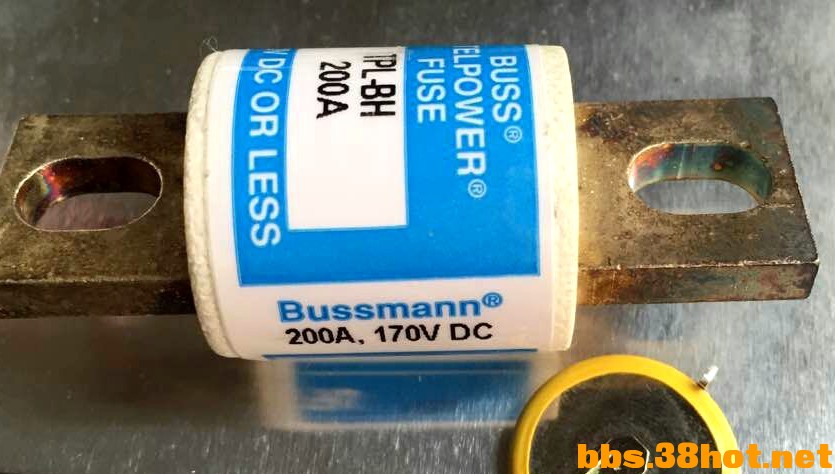 BUSS®
TELPOWER®
FUSE
TPL-BH
200A
V DC OR LESS
Bussmann®
200A, 170V DC
bbs.38hot.net